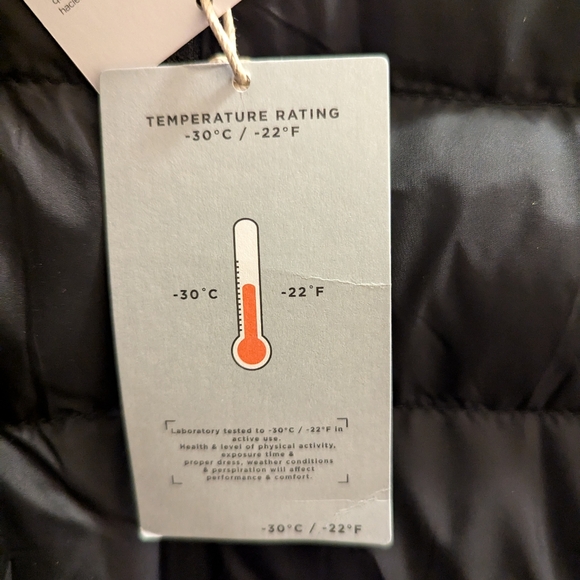 hacie
TEMPERATURE RATING
-30°C / -22°F
-30°C -22°F
Laboratory tested to -30°C / -22°F in
active use.
Health & level of physical activity,
exposure time &
proper dress, weather conditions
& perspiration will affect
performance & comfort.
-30°C / -22°F